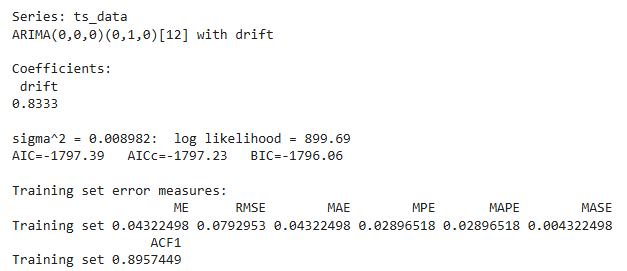 Series: ts_data
ARIMA(0,0,0)(0,1,0)[12] with drift
Coefficients:
drift
0.8333
sigma^2 = 0.008982:  log likelihood = 899.69
AIC=-1797.39   AICc=-1797.23   BIC=-1796.06
Training set error measures:
ME       RMSE        MAE        MPE       MAPE        MASE
Training set 0.04322498 0.0792953 0.04322498 0.02896518 0.02896518 0.004322498
ACF1
Training set 0.8957449